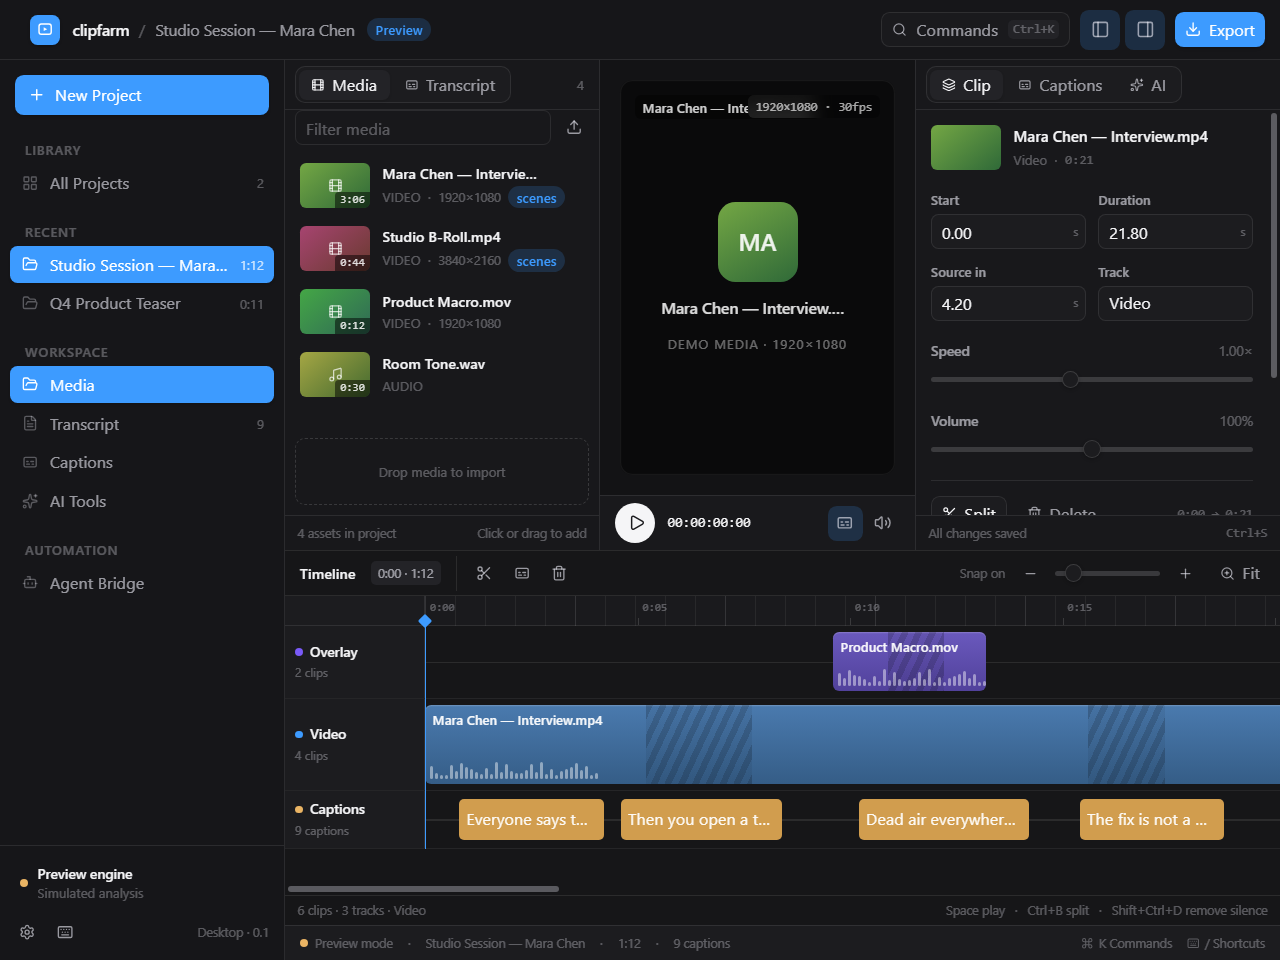 clipfarm / Studio Session — Mara Chen Preview
Commands Ctrl+K
Export
New Project
LIBRARY
All Projects 2
RECENT
Studio Session — Mara... 1:12
Q4 Product Teaser 0:11
WORKSPACE
Media
Transcript 9
Captions
AI Tools
AUTOMATION
Agent Bridge
Preview engine
Simulated analysis
Desktop · 0.1
Media Transcript 4
Filter media
3:06
Mara Chen — Intervie...
VIDEO · 1920×1080 scenes
0:44
Studio B-Roll.mp4
VIDEO · 3840×2160 scenes
0:12
Product Macro.mov
VIDEO · 1920×1080
0:30
Room Tone.wav
AUDIO
Drop media to import
4 assets in project Click or drag to add
Mara Chen — Inte
1920×1080 · 30fps
MA
Mara Chen — Interview....
DEMO MEDIA · 1920×1080
00:00:00:00
Clip Captions AI
Mara Chen — Interview.mp4
Video · 0:21
Start Duration
0.00 s 21.80 s
Source in Track
4.20 s Video
Speed 1.00×
Volume 100%
Split Delete 0:00 → 0:21
All changes saved Ctrl+S
Timeline 0:00 · 1:12
Snap on Fit
0:00 0:05 0:10 0:15
Overlay
2 clips
Product Macro.mov
Video
4 clips
Mara Chen — Interview.mp4
Captions
9 captions
Everyone says t... Then you open a t... Dead air everywher... The fix is not a ...
6 clips · 3 tracks · Video
Space play · Ctrl+B split · Shift+Ctrl+D remove silence
Preview mode · Studio Session — Mara Chen · 1:12 · 9 captions
⌘ K Commands / Shortcuts